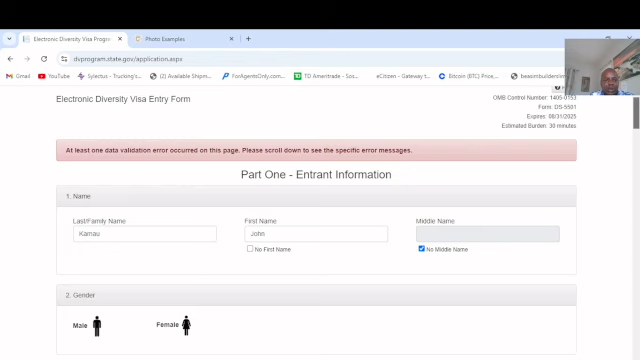 Electronic Diversity Visa Progra
Photo Examples
dvprogram.state.gov/application.aspx
Gmail
YouTube
Sylectus - Trucking's
(2) Available Shipm
ForAgentsOnly.com
TD Ameritrade - Sig
eCitizen - Gateway t
Bitcoin (BTC) Price,
beaombuilders
Electronic Diversity Visa Entry Form
OMB Control Number: 1405-0153
Form: DS-5501
Expires: 08/31/2025
Estimated Burden: 30 minutes
At least one data validation error occurred on this page. Please scroll down to see the specific error messages.
Part One - Entrant Information
1. Name
Last/Family Name
First Name
Middle Name
Kamau
John
No First Name
No Middle Name
2. Gender
Male
Female